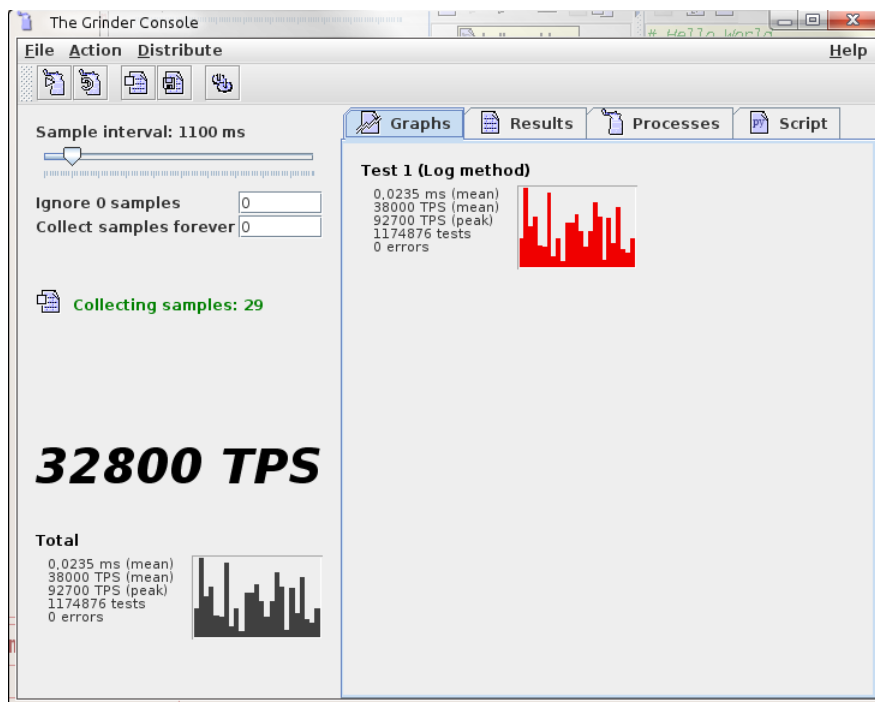 The Grinder Console
# Hello World
File Action Distribute Help
Sample interval: 1100 ms
Ignore 0 samples 0
Collect samples forever 0
Collecting samples: 29
32800 TPS
Total
0,0235 ms (mean)
38000 TPS (mean)
92700 TPS (peak)
1174876 tests
0 errors
Graphs Results Processes Script
Test 1 (Log method)
0,0235 ms (mean)
38000 TPS (mean)
92700 TPS (peak)
1174876 tests
0 errors